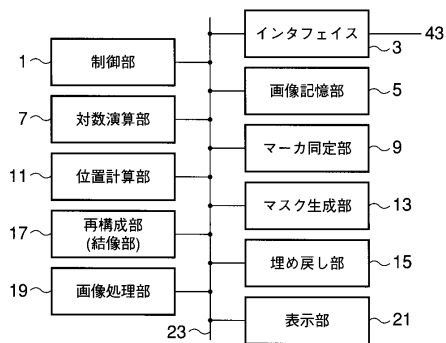 インタフェイス
43
3
1
制御部
画像記憶部
5
7
対数演算部
マーカ同定部
9
11
位置計算部
マスク生成部
13
17
再構成部
(結像部)
埋め戻し部
15
19
画像処理部
表示部
21
23